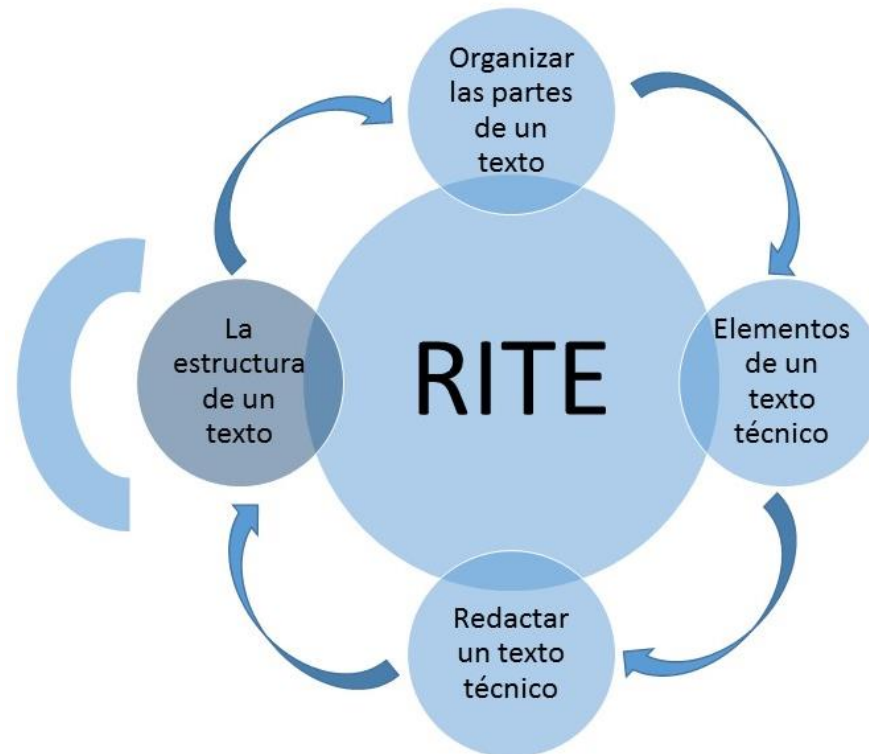 Organizar
las partes
de un
texto
La
estructura
de un
texto
RITE
Elementos
de un
texto
técnico
Redactar
un texto
técnico